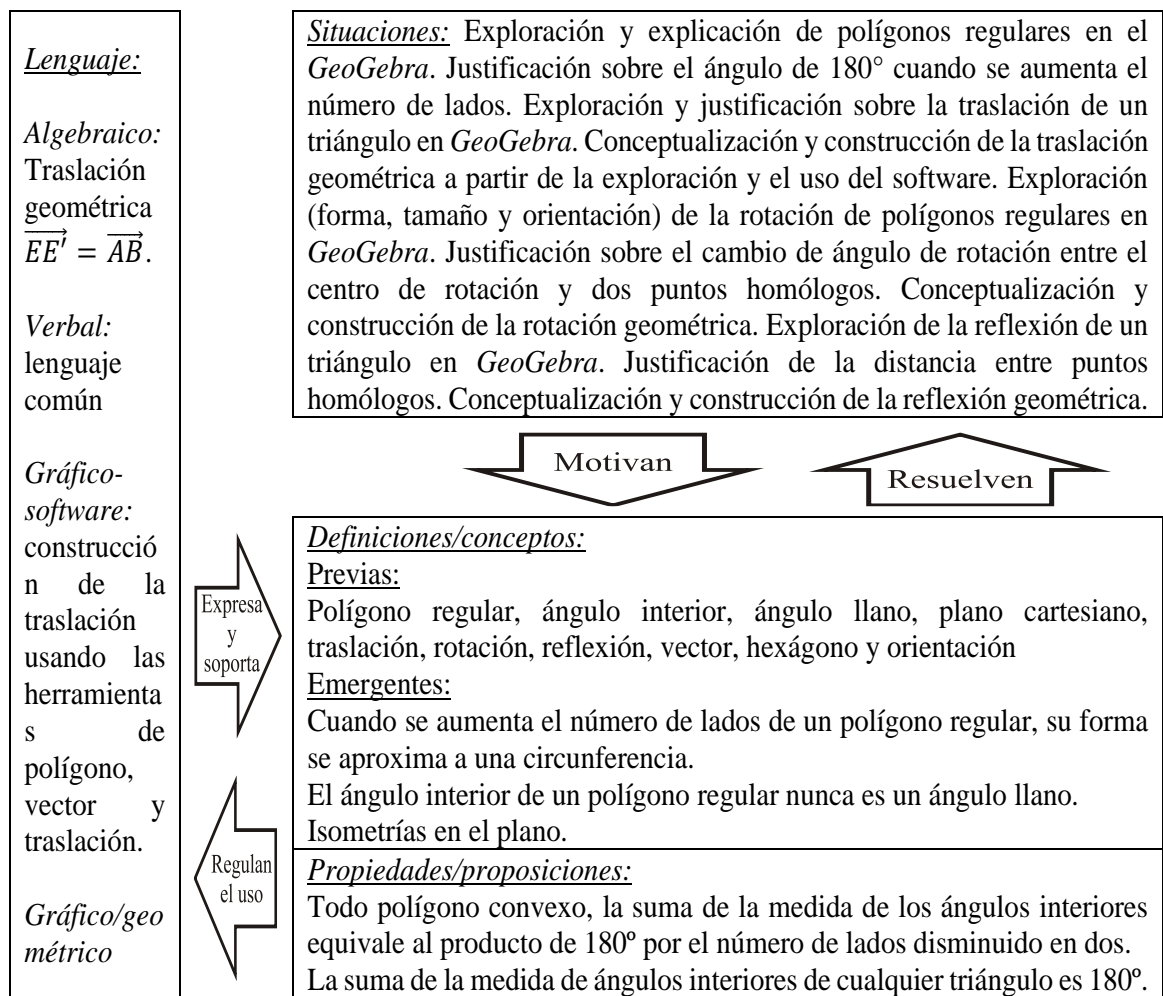 Lenguaje:
Algebraico:
Traslación
geométrica
EE′ = AB.
Verbal:
lenguaje
común
Gráfico-
software:
construcció
n de la
traslación
usando las
herramienta
s de
polígono,
vector y
traslación.
Gráfico/geo
métrico
Situaciones: Exploración y explicación de polígonos regulares en el
GeoGebra. Justificación sobre el ángulo de 180° cuando se aumenta el
número de lados. Exploración y justificación sobre la traslación de un
triángulo en GeoGebra. Conceptualización y construcción de la traslación
geométrica a partir de la exploración y el uso del software. Exploración
(forma, tamaño y orientación) de la rotación de polígonos regulares en
GeoGebra. Justificación sobre el cambio de ángulo de rotación entre el
centro de rotación y dos puntos homólogos. Conceptualización y
construcción de la rotación geométrica. Exploración de la reflexión de un
triángulo en GeoGebra. Justificación de la distancia entre puntos
homólogos. Conceptualización y construcción de la reflexión geométrica.
Motivan
Resuelven
Expresa
y
soporta
Regulan
el uso
Definiciones/conceptos:
Previas:
Polígono regular, ángulo interior, ángulo llano, plano cartesiano,
traslación, rotación, reflexión, vector, hexágono y orientación
Emergentes:
Cuando se aumenta el número de lados de un polígono regular, su forma
se aproxima a una circunferencia.
El ángulo interior de un polígono regular nunca es un ángulo llano.
Isometrías en el plano.
Propiedades/proposiciones:
Todo polígono convexo, la suma de la medida de los ángulos interiores
equivale al producto de 180º por el número de lados disminuido en dos.
La suma de la medida de ángulos interiores de cualquier triángulo es 180º.